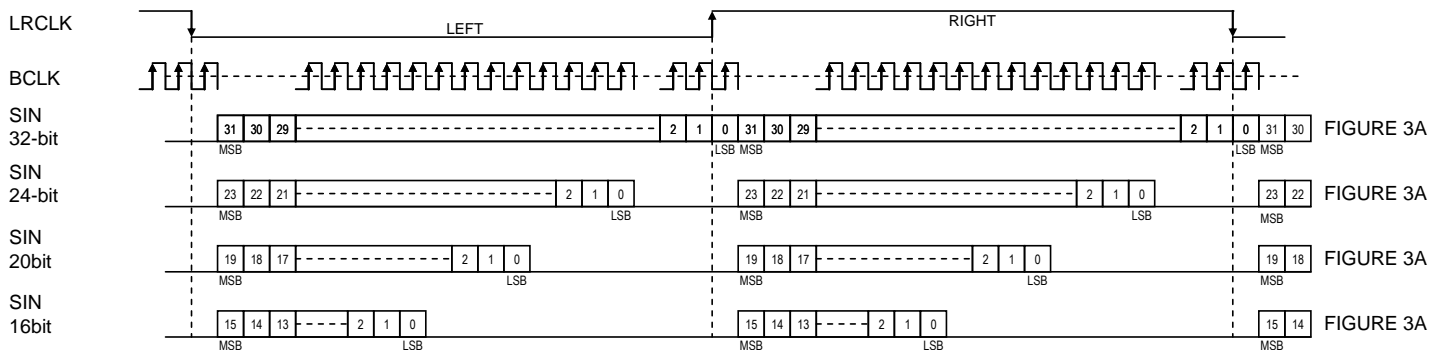 LRCLK LEFT RIGHT
BCLK
SIN
32-bit 31 30 29 2 1 0 31 30 29 2 1 0 31 30 FIGURE 3A
MSB LSB MSB LSB MSB
SIN
24-bit 23 22 21 2 1 0 23 22 21 2 1 0 23 22 FIGURE 3A
MSB LSB MSB LSB MSB
SIN
20bit 19 18 17 2 1 0 19 18 17 2 1 0 19 18 FIGURE 3A
MSB LSB MSB LSB MSB
SIN
16bit 15 14 13 2 1 0 15 14 13 2 1 0 15 14 FIGURE 3A
MSB LSB MSB LSB MSB